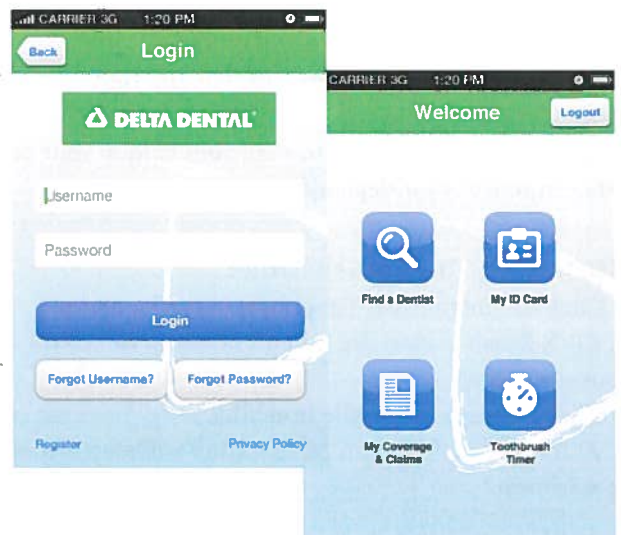 CARRIER 3G 1:20 PM
Back
Login
DELTA DENTAL
Username
Password
Login
Forgot Username?
Forgot Password?
Register
Privacy Policy
CARRIER 3G 1:20 PM
Welcome
Logout
Find a Dentist
My ID Card
My Coverage
& Claims
Toothbrush
Timer